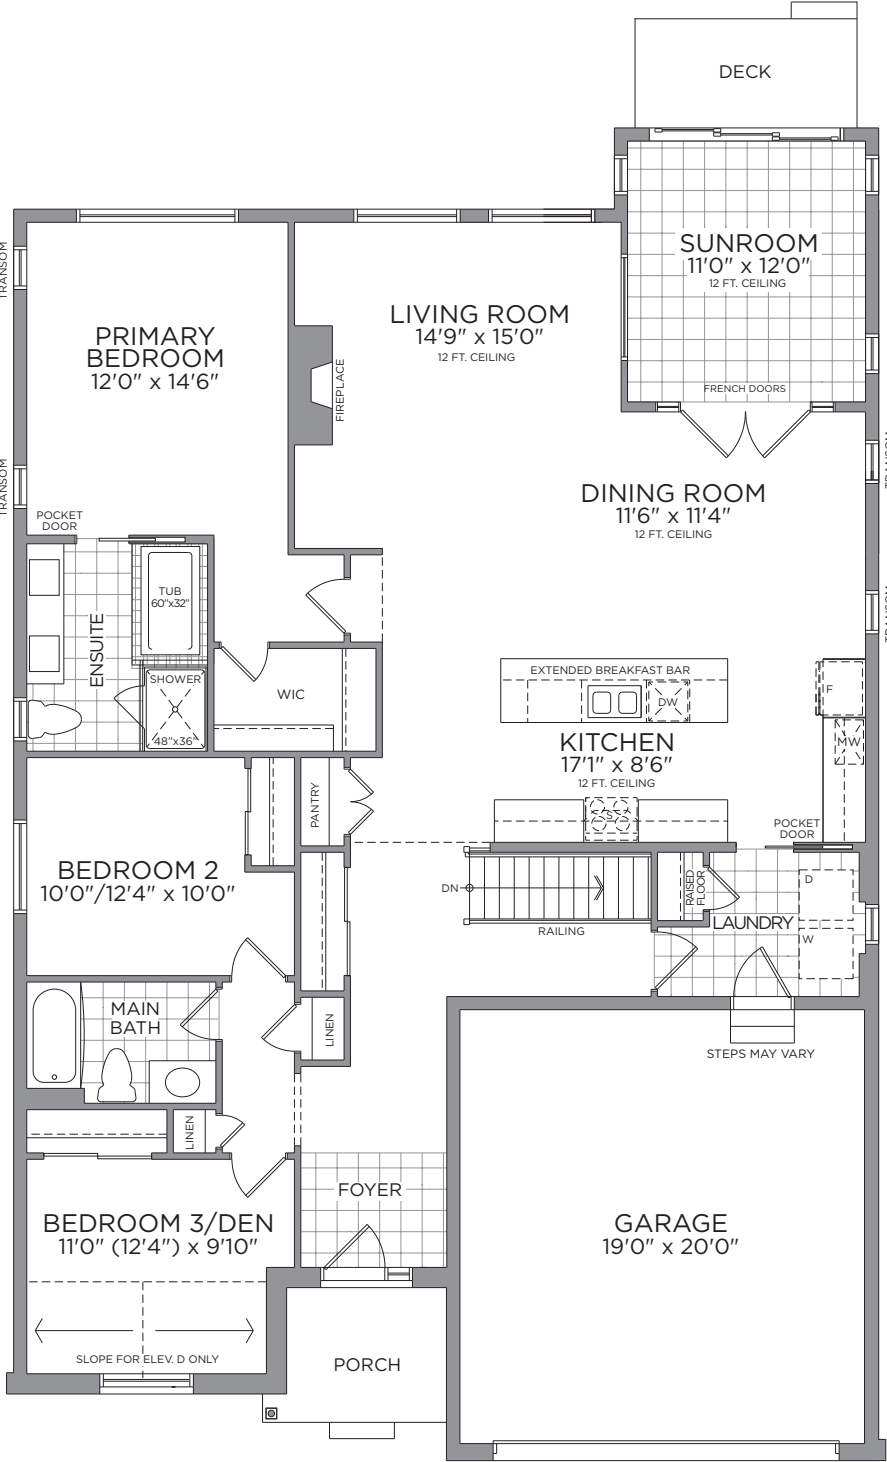 DECK
SUNROOM
11'0" x 12'0"
12 FT. CEILING
FRENCH DOORS
TRANSOM
TRANSOM
TRANSOM
TRANSOM
PRIMARY
BEDROOM
12'0" x 14'6"
LIVING ROOM
14'9" x 15'0"
12 FT. CEILING
FIREPLACE
DINING ROOM
11'6" x 11'4"
12 FT. CEILING
POCKET
DOOR
TUB
60"x32"
ENSUITE
SHOWER
48"x36"
WIC
EXTENDED BREAKFAST BAR
DW
F
MW
KITCHEN
17'1" x 8'6"
12 FT. CEILING
S
POCKET
DOOR
PANTRY
BEDROOM 2
10'0"/12'4" x 10'0"
DN
RAILING
RAISED
FLOOR
D
LAUNDRY
W
MAIN
BATH
LINEN
STEPS MAY VARY
LINEN
FOYER
BEDROOM 3/DEN
11'0" (12'4") x 9'10"
SLOPE FOR ELEV. D ONLY
GARAGE
19'0" x 20'0"
PORCH